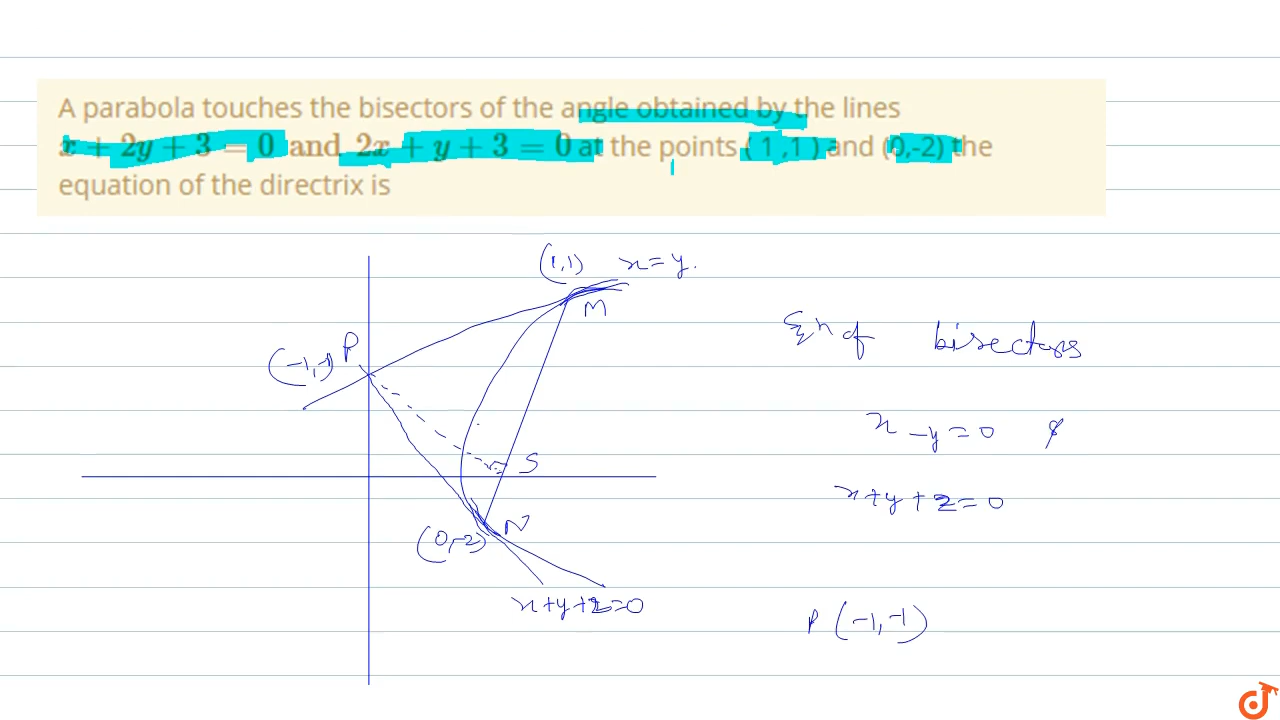 A parabola touches the bisectors of the angle obtained by the lines
x + 2y + 3 = 0 and 2x + y + 3 = 0 at the points ( 1 ,1 ) and (0,-2) the
equation of the directrix is
(1,1) x = y.
M
Eqn of bisectors
P
(-1,-1)
x - y = 0 &
S
x + y + 2 = 0
N
(0,-2)
x + y + 2 = 0
P (-1, -1)
d